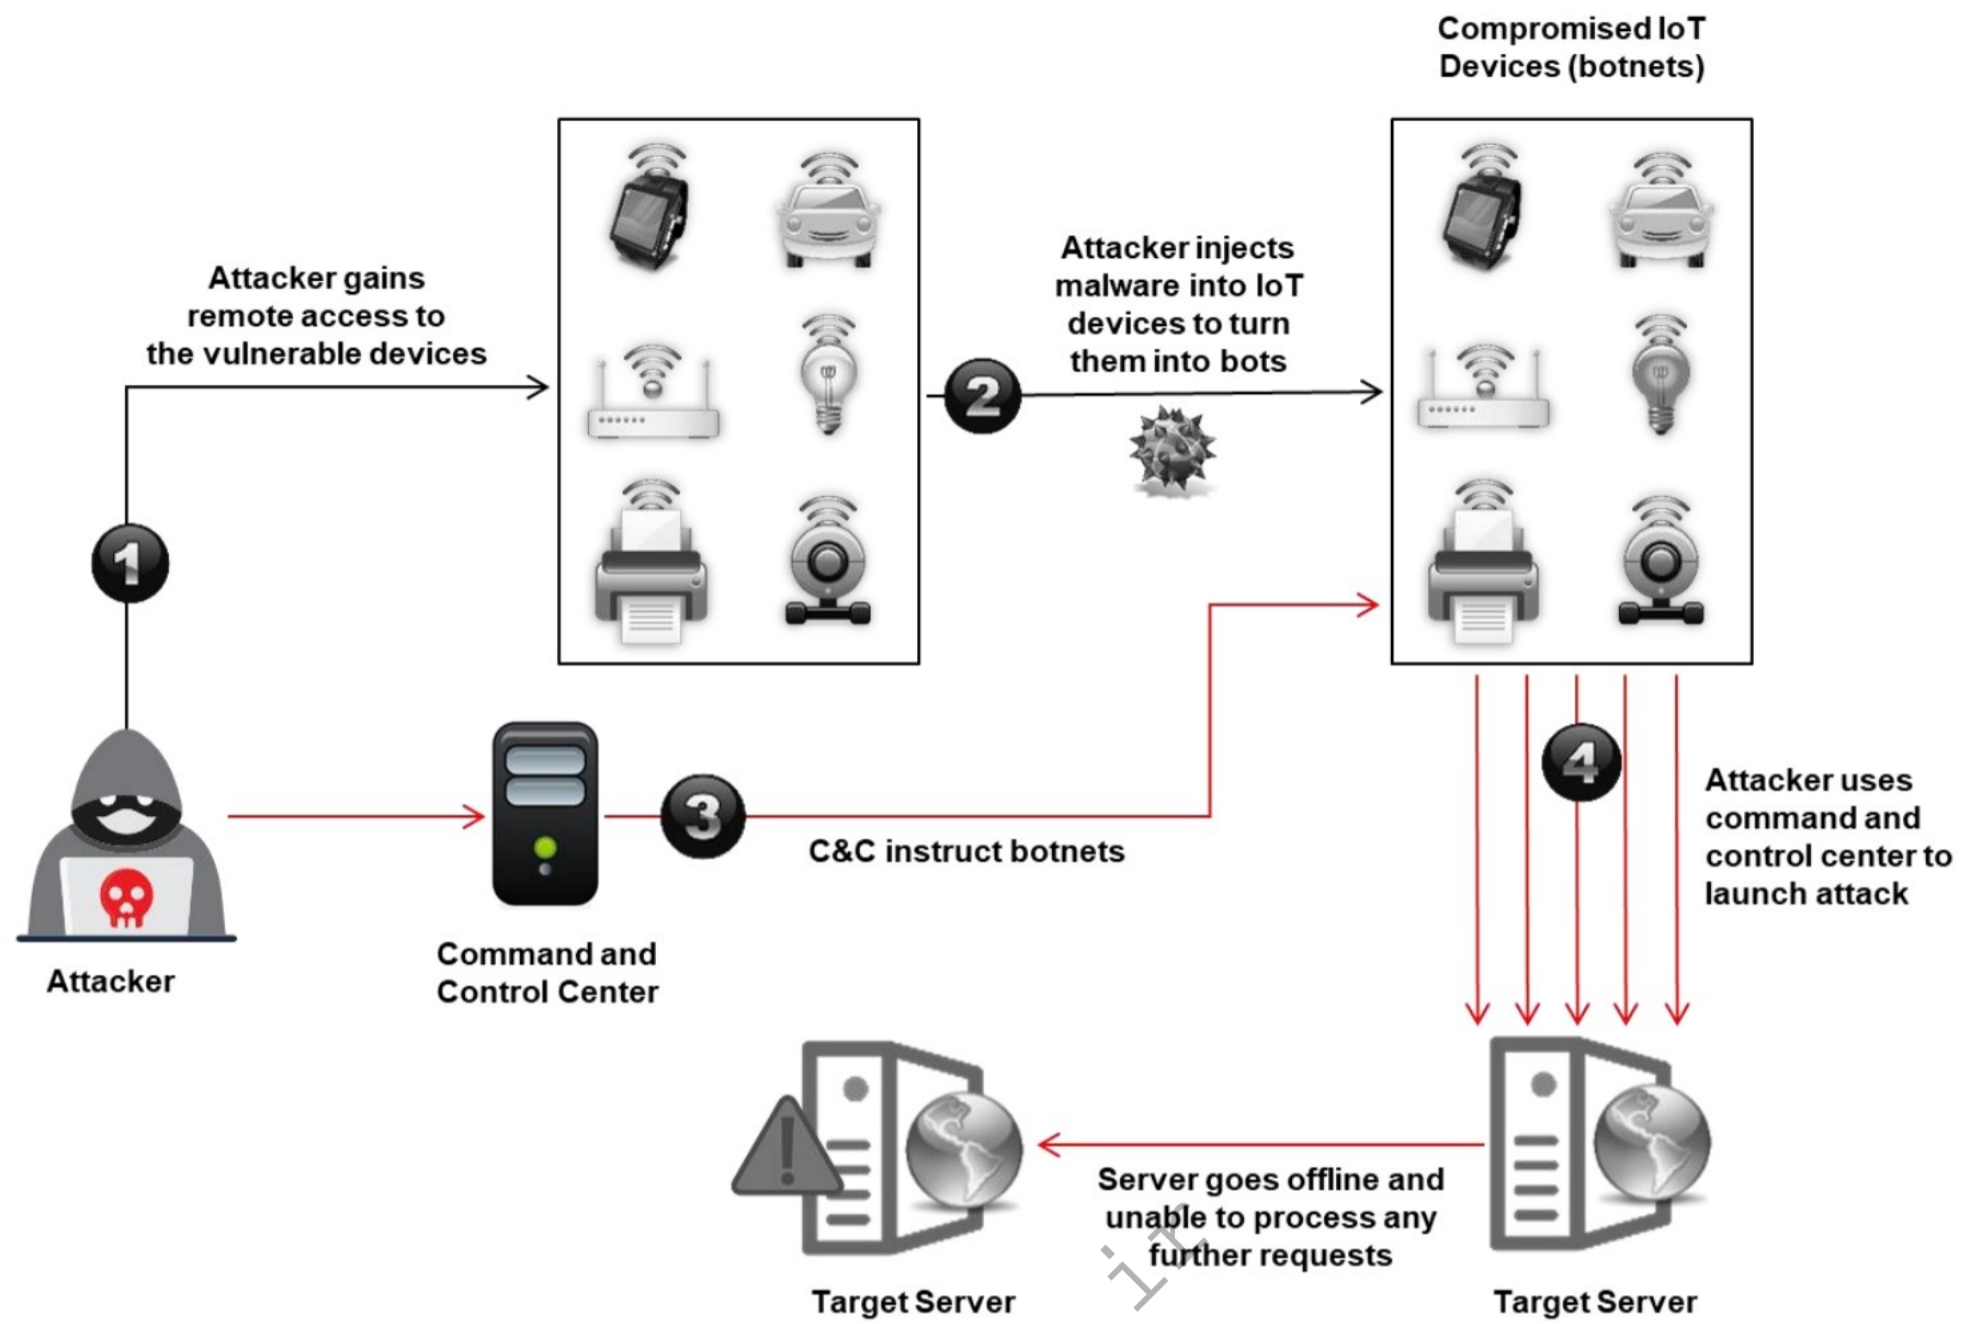 Compromised IoT
Devices (botnets)
Attacker gains
remote access to
the vulnerable devices
Attacker injects
malware into IoT
devices to turn
them into bots
2
1
3
C&C instruct botnets
4
Attacker uses
command and
control center to
launch attack
Attacker
Command and
Control Center
Server goes offline and
unable to process any
further requests
ir
Target Server
Target Server